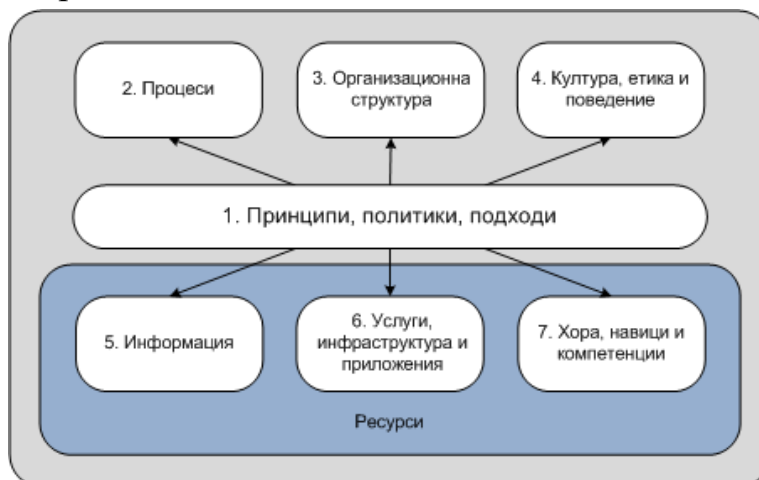 2. Процеси
3. Организационна
структура
4. Култура, етика и
поведение
1. Принципи, политики, подходи
5. Информация
6. Услуги,
инфраструктура и
приложения
7. Хора, навици и
компетенции
Ресурси